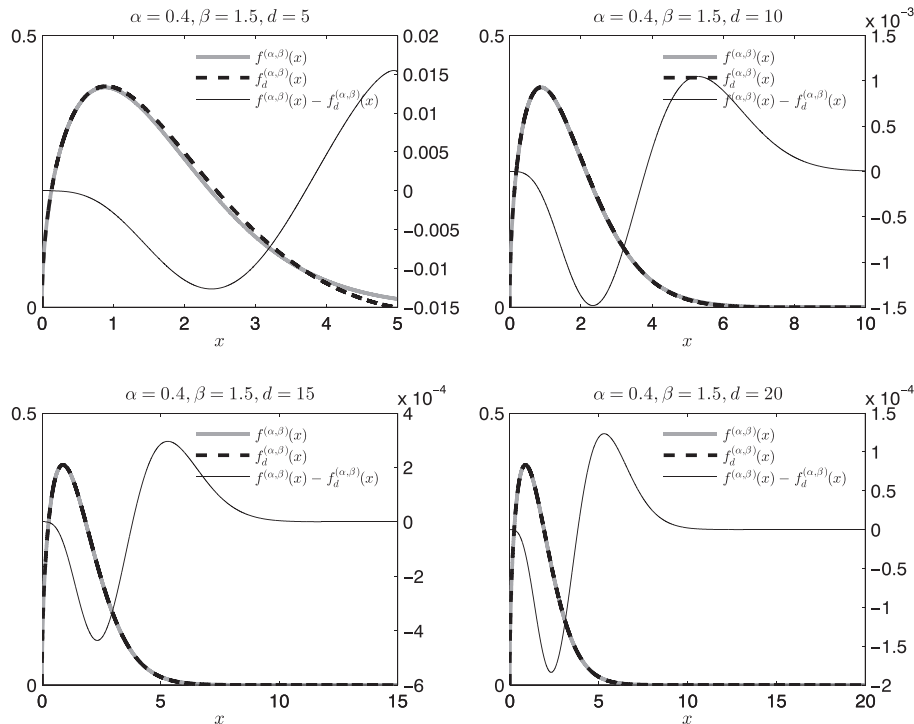 α = 0.4, β = 1.5, d = 5
0.5
0
f^(α,β)(x)
f_d^(α,β)(x)
f^(α,β)(x) − f_d^(α,β)(x)
0.02
0.015
0.01
0.005
0
−0.005
−0.01
−0.015
0 1 2 3 4 5
x
α = 0.4, β = 1.5, d = 10
x 10^−3
0.5
0
f^(α,β)(x)
f_d^(α,β)(x)
f^(α,β)(x) − f_d^(α,β)(x)
1.5
1
0.5
0
−0.5
−1
−1.5
0 2 4 6 8 10
x
α = 0.4, β = 1.5, d = 15
x 10^−4
0.5
0
f^(α,β)(x)
f_d^(α,β)(x)
f^(α,β)(x) − f_d^(α,β)(x)
4
2
0
−2
−4
−6
0 5 10 15
x
α = 0.4, β = 1.5, d = 20
x 10^−4
0.5
0
f^(α,β)(x)
f_d^(α,β)(x)
f^(α,β)(x) − f_d^(α,β)(x)
1.5
1
0.5
0
−0.5
−1
−1.5
−2
0 5 10 15 20
x